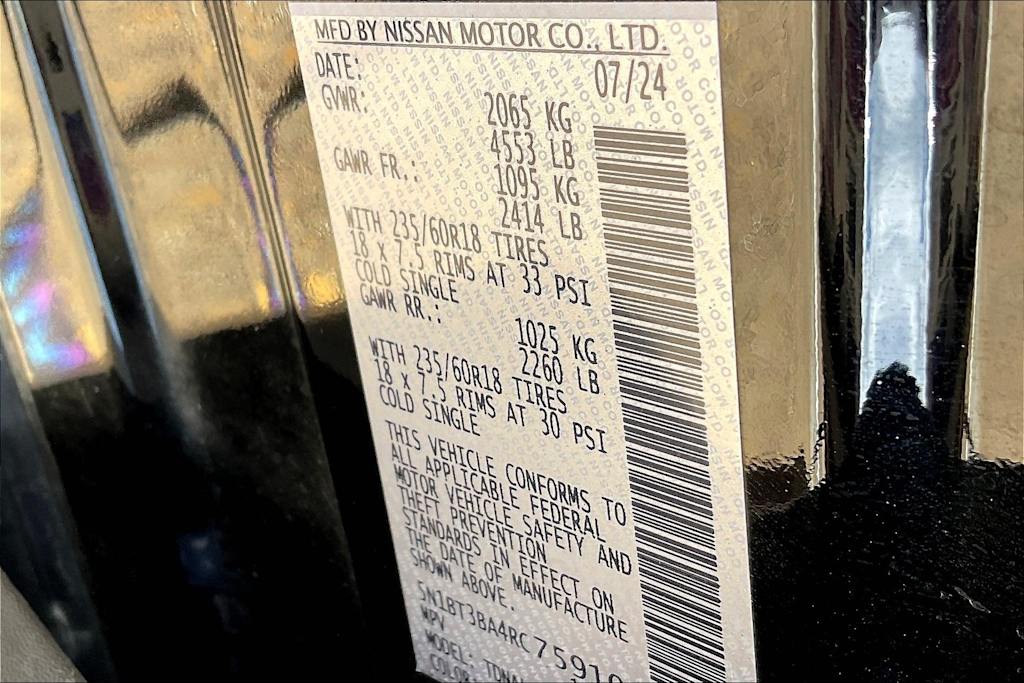 MFD BY NISSAN MOTOR CO., LTD.
DATE: 07/24
GVWR: 2065 KG
4553 LB
GAWR FR.: 1095 KG
2414 LB
WITH 235/60R18 TIRES
18 x 7.5 RIMS AT 33 PSI
COLD SINGLE
GAWR RR.: 1025 KG
2260 LB
WITH 235/60R18 TIRES
18 x 7.5 RIMS AT 30 PSI
COLD SINGLE
THIS VEHICLE CONFORMS TO
ALL APPLICABLE FEDERAL
MOTOR VEHICLE SAFETY AND
THEFT PREVENTION
STANDARDS IN EFFECT ON
THE DATE OF MANUFACTURE
SHOWN ABOVE.
5N1BT3BA4RC75910
MPV
MODEL:
COLOR